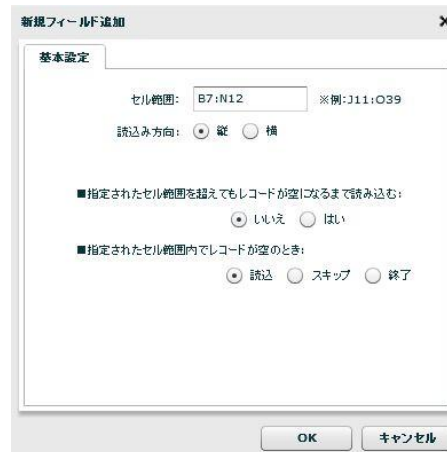 新規フィールド追加
基本設定
セル範囲: B7:N12 ※例:J11:O39
読込み方向: 縦 横
■指定されたセル範囲を超えてもレコードが空になるまで読み込む:
いいえ はい
■指定されたセル範囲内でレコードが空のとき:
読込 スキップ 終了
OK キャンセル